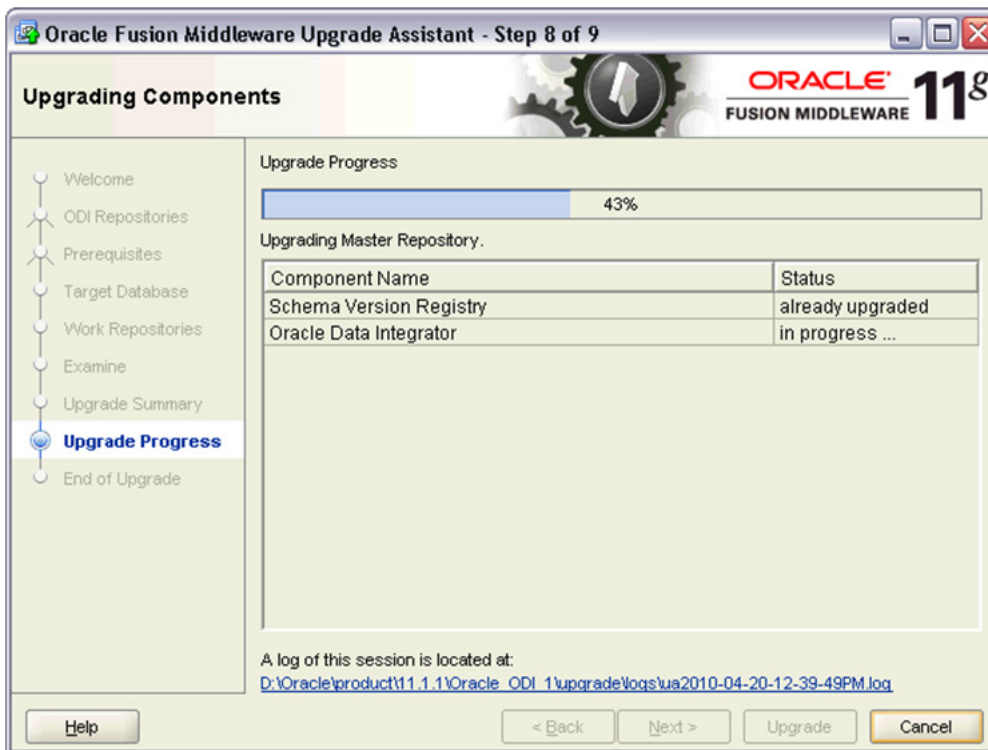 Oracle Fusion Middleware Upgrade Assistant - Step 8 of 9
Upgrading Components
ORACLE
FUSION MIDDLEWARE
11g
Welcome
ODI Repositories
Prerequisites
Target Database
Work Repositories
Examine
Upgrade Summary
Upgrade Progress
End of Upgrade
Upgrade Progress
43%
Upgrading Master Repository.
Component Name Status
Schema Version Registry already upgraded
Oracle Data Integrator in progress ...
A log of this session is located at:
D:\Oracle\product\11.1.1\Oracle_ODI_1\upgrade\logs\ua2010-04-20-12-39-49PM.log
Help < Back Next > Upgrade Cancel